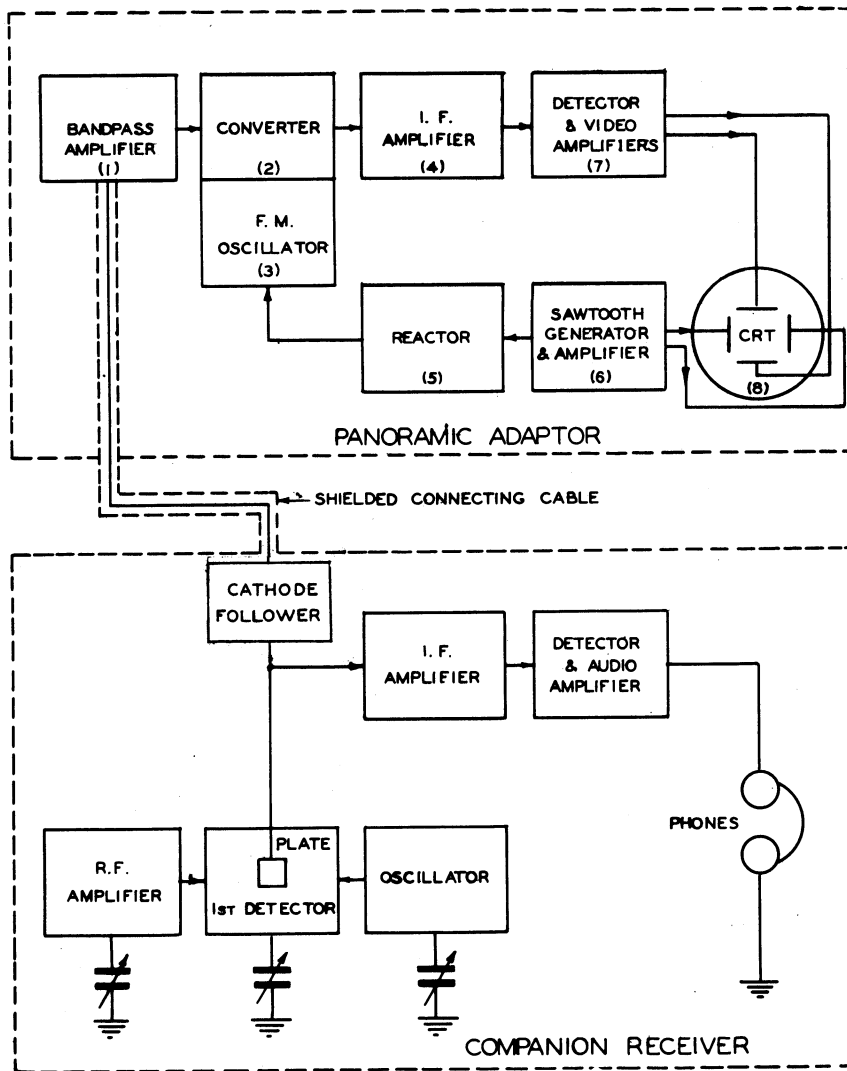 BANDPASS
AMPLIFIER
(1)
CONVERTER
(2)
I. F.
AMPLIFIER
(4)
DETECTOR
& VIDEO
AMPLIFIERS
(7)
F. M.
OSCILLATOR
(3)
REACTOR
(5)
SAWTOOTH
GENERATOR
& AMPLIFIER
(6)
CRT
(8)
PANORAMIC ADAPTOR
SHIELDED CONNECTING CABLE
CATHODE
FOLLOWER
I. F.
AMPLIFIER
DETECTOR
& AUDIO
AMPLIFIER
PHONES
R.F.
AMPLIFIER
PLATE
1ST DETECTOR
OSCILLATOR
COMPANION RECEIVER